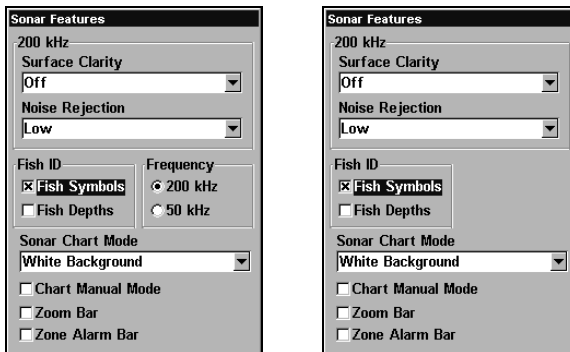 Sonar Features
200 kHz
Surface Clarity
Off
Noise Rejection
Low
Fish ID
Frequency
Fish Symbols
200 kHz
Fish Depths
50 kHz
Sonar Chart Mode
White Background
Chart Manual Mode
Zoom Bar
Zone Alarm Bar
Sonar Features
200 kHz
Surface Clarity
Off
Noise Rejection
Low
Fish ID
Fish Symbols
Fish Depths
Sonar Chart Mode
White Background
Chart Manual Mode
Zoom Bar
Zone Alarm Bar